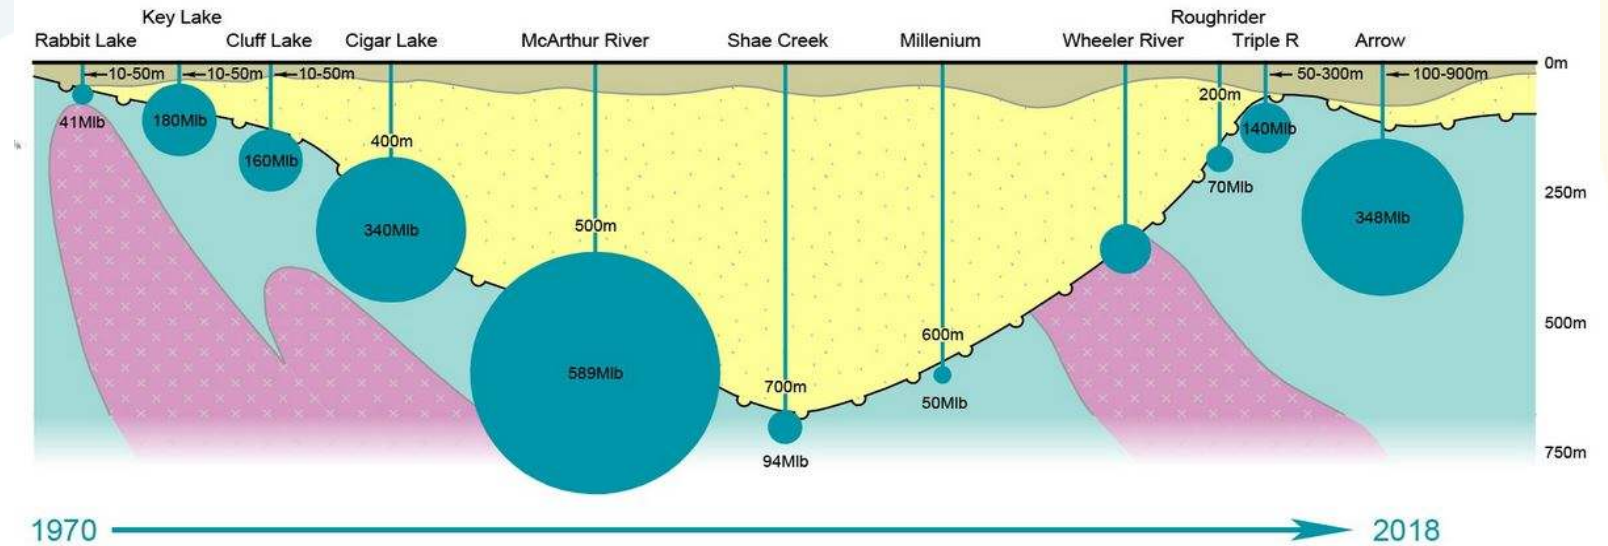 Key Lake
Roughrider
Rabbit Lake
Cluff Lake
Cigar Lake
McArthur River
Shae Creek
Millenium
Wheeler River
Triple R
Arrow
0m
10-50m
10-50m
10-50m
50-300m
100-900m
200m
41Mlb
180Mlb
140Mlb
400m
160Mlb
70Mlb
250m
340Mlb
500m
348Mlb
500m
600m
589Mlb
700m
50Mlb
94Mlb
750m
1970
2018